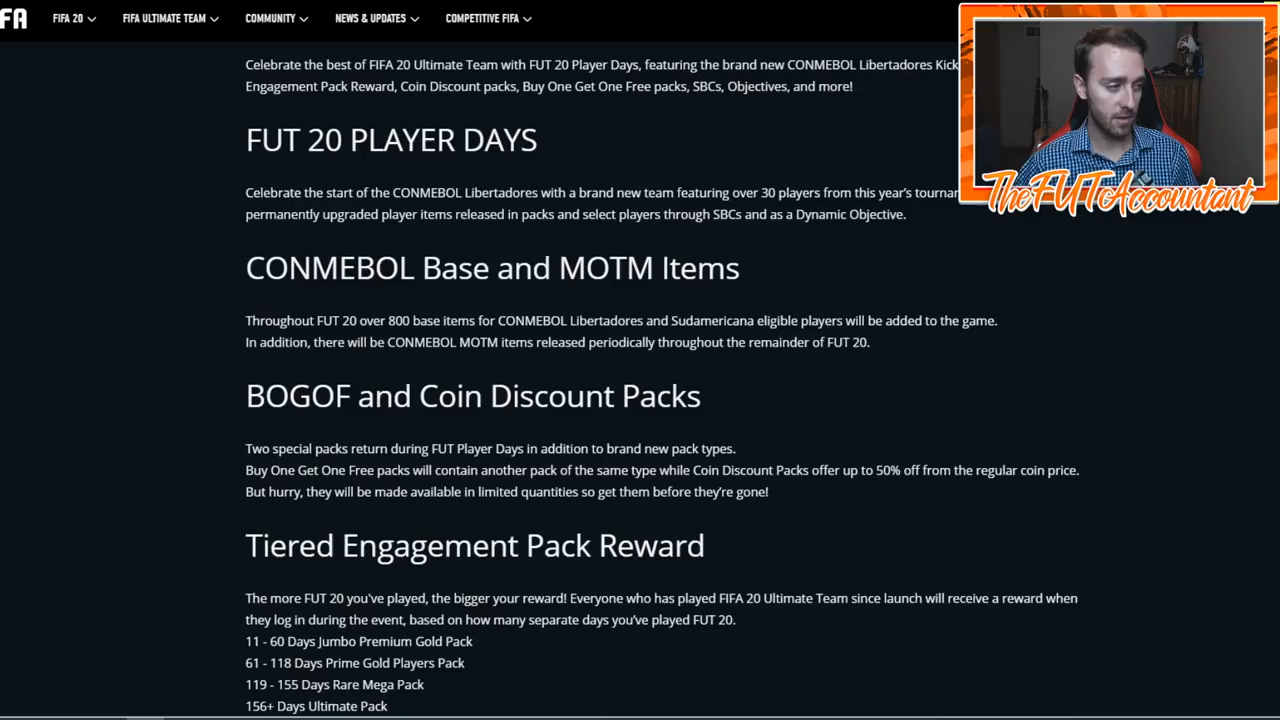 FA
FIFA 20
FIFA ULTIMATE TEAM
COMMUNITY
NEWS & UPDATES
COMPETITIVE FIFA
Celebrate the best of FIFA 20 Ultimate Team with FUT 20 Player Days, featuring the brand new CONMEBOL Libertadores Kick
Engagement Pack Reward, Coin Discount packs, Buy One Get One Free packs, SBCs, Objectives, and more!
FUT 20 PLAYER DAYS
Celebrate the start of the CONMEBOL Libertadores with a brand new team featuring over 30 players from this year's tournam
permanently upgraded player items released in packs and select players through SBCs and as a Dynamic Objective.
TheFUTAccountant
CONMEBOL Base and MOTM Items
Throughout FUT 20 over 800 base items for CONMEBOL Libertadores and Sudamericana eligible players will be added to the game.
In addition, there will be CONMEBOL MOTM items released periodically throughout the remainder of FUT 20.
BOGOF and Coin Discount Packs
Two special packs return during FUT Player Days in addition to brand new pack types.
Buy One Get One Free packs will contain another pack of the same type while Coin Discount Packs offer up to 50% off from the regular coin price.
But hurry, they will be made available in limited quantities so get them before they're gone!
Tiered Engagement Pack Reward
The more FUT 20 you've played, the bigger your reward! Everyone who has played FIFA 20 Ultimate Team since launch will receive a reward when
they log in during the event, based on how many separate days you've played FUT 20.
11 - 60 Days Jumbo Premium Gold Pack
61 - 118 Days Prime Gold Players Pack
119 - 155 Days Rare Mega Pack
156+ Days Ultimate Pack